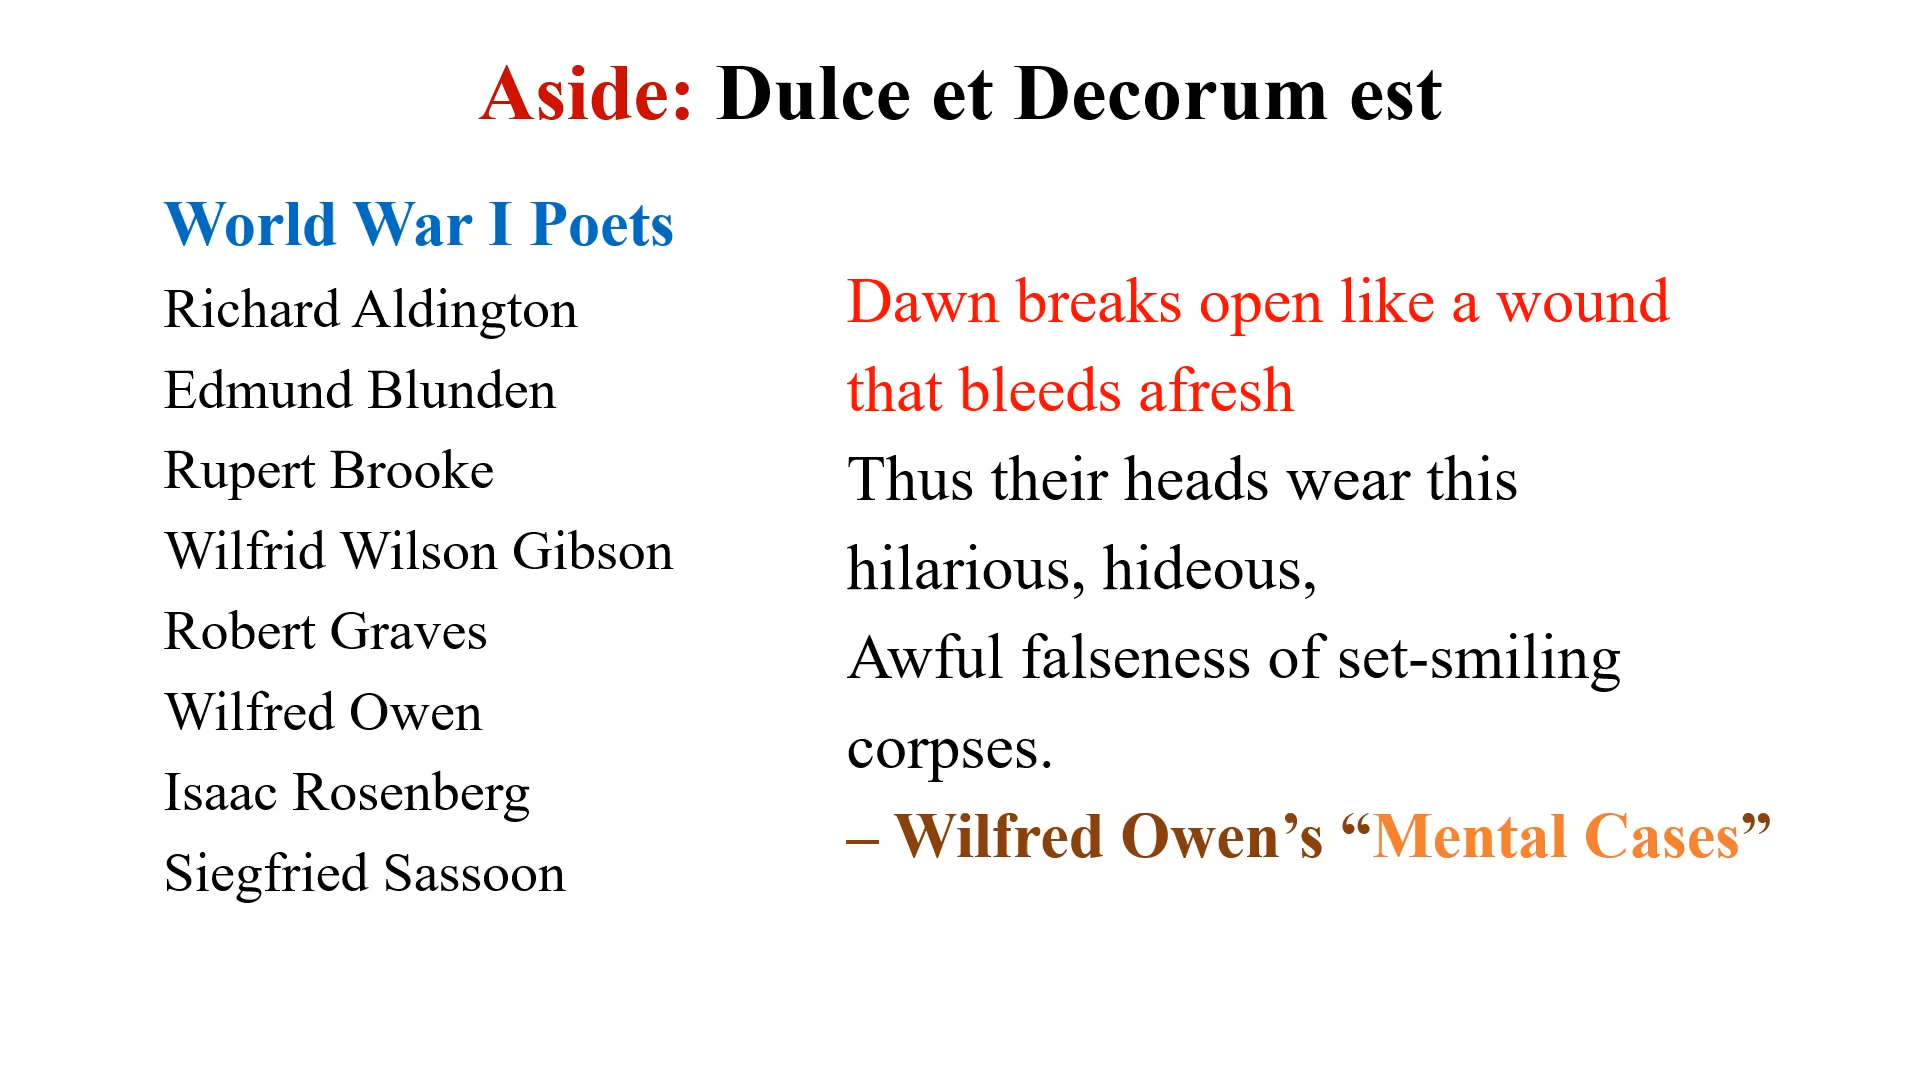 Aside: Dulce et Decorum est
World War I Poets
Richard Aldington
Edmund Blunden
Rupert Brooke
Wilfrid Wilson Gibson
Robert Graves
Wilfred Owen
Isaac Rosenberg
Siegfried Sassoon
Dawn breaks open like a wound
that bleeds afresh
Thus their heads wear this
hilarious, hideous,
Awful falseness of set-smiling
corpses.
– Wilfred Owen’s “Mental Cases”